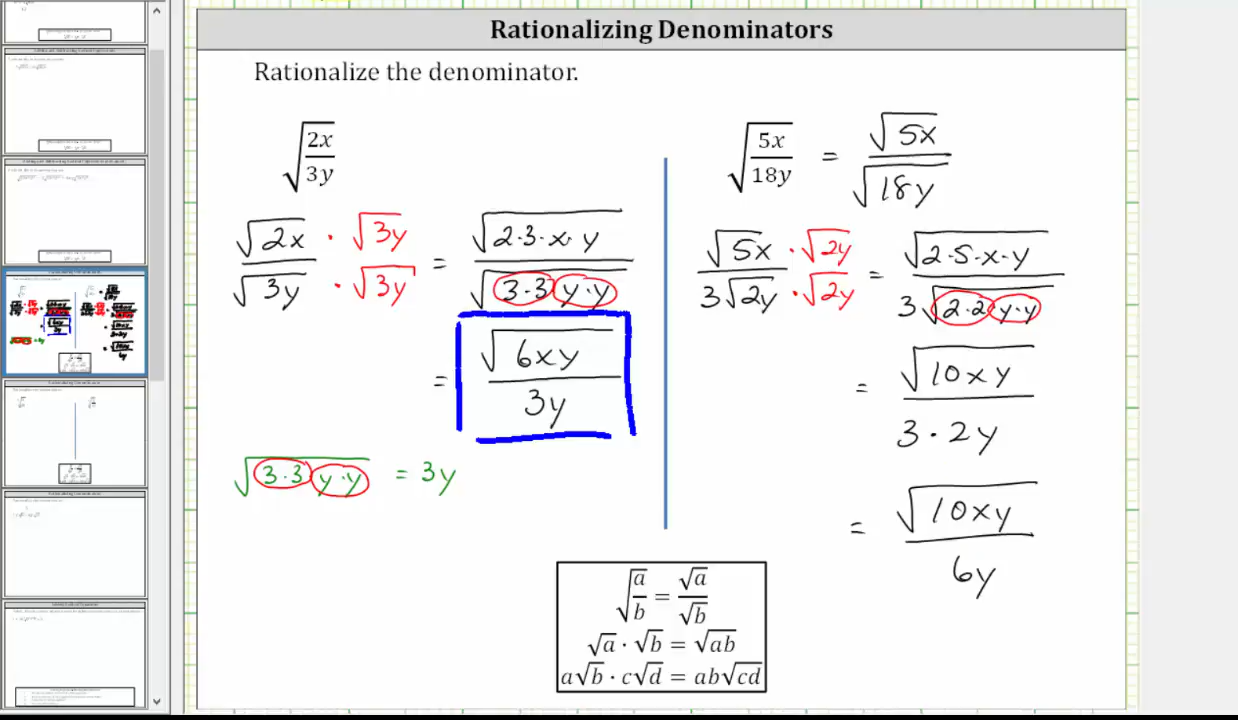 Rationalizing Denominators
Rationalize the denominator.
√(2x/3y)
√2x/√3y · √3y/√3y = √(2·3·x·y)/√(3·3 y·y)
= √6xy/3y
√(3·3 y·y) = 3y
√(5x/18y) = √5x/√18y
√5x/3√2y · √2y/√2y = √(2·5·x·y)/3√(2·2 y·y)
= √10xy/3·2y
= √10xy/6y
√(a/b) = √a/√b
√a · √b = √ab
a√b · c√d = ab√cd